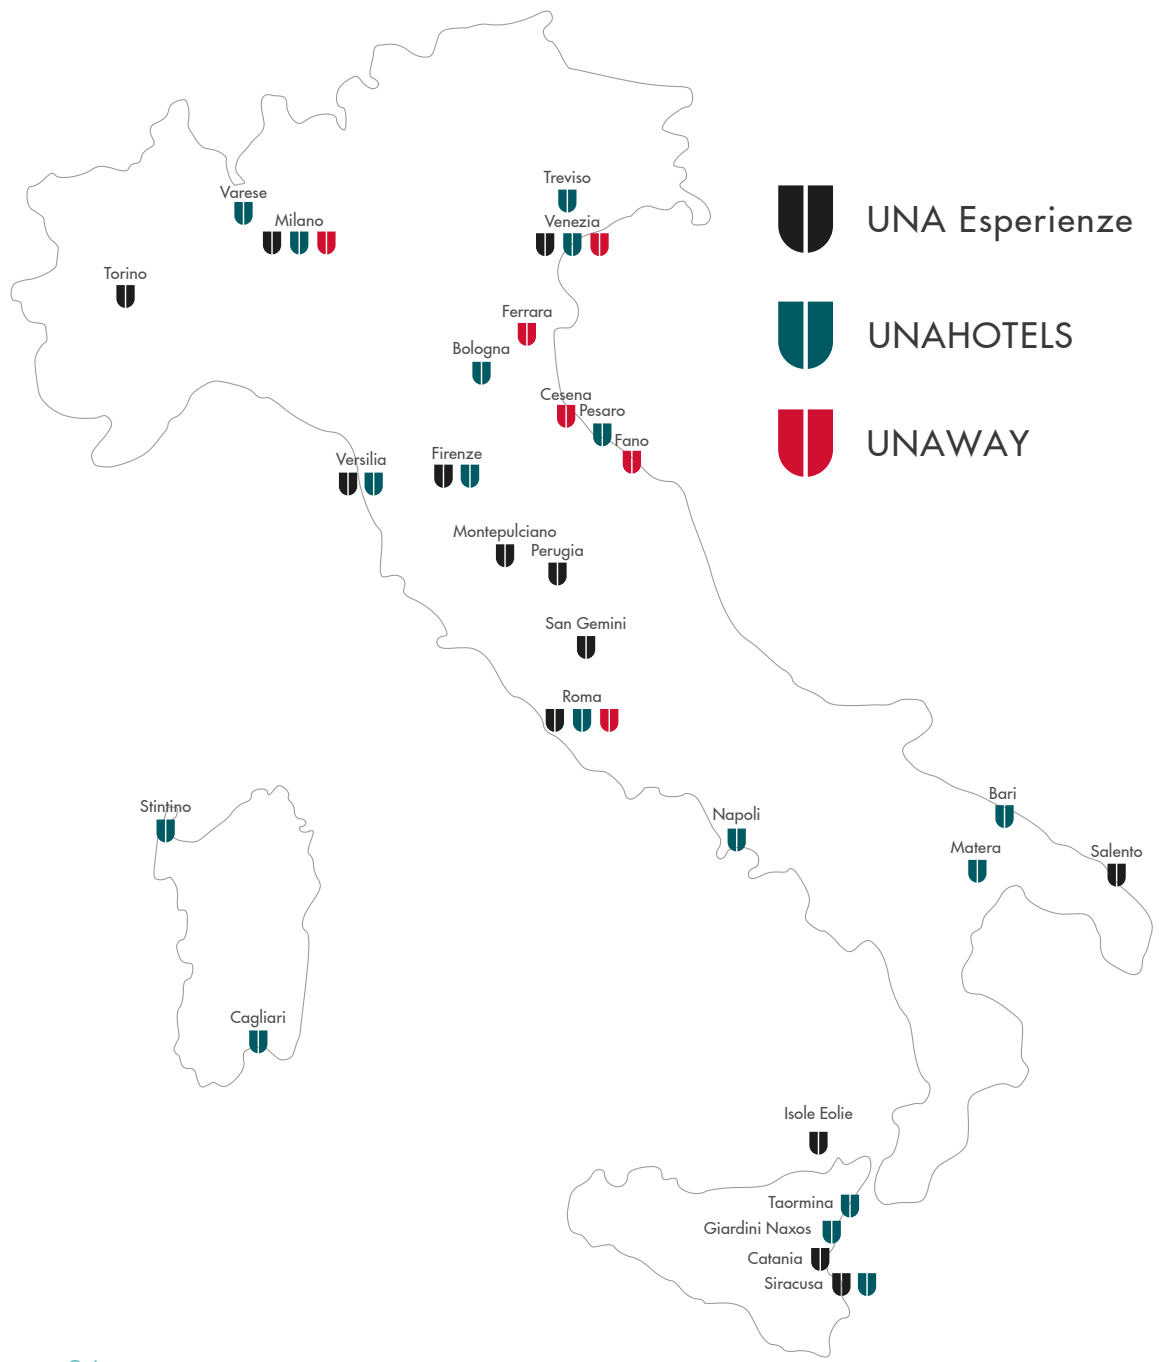 Treviso
Varese
Venezia
Milano
UNA Esperienze
Torino
Ferrara
UNAHOTELS
Bologna
Cesena
Pesaro
Fano
UNAWAY
Versilia
Firenze
Montepulciano
Perugia
San Gemini
Roma
Bari
Stintino
Napoli
Matera
Salento
Cagliari
Isole Eolie
Taormina
Giardini Naxos
Catania
Siracusa